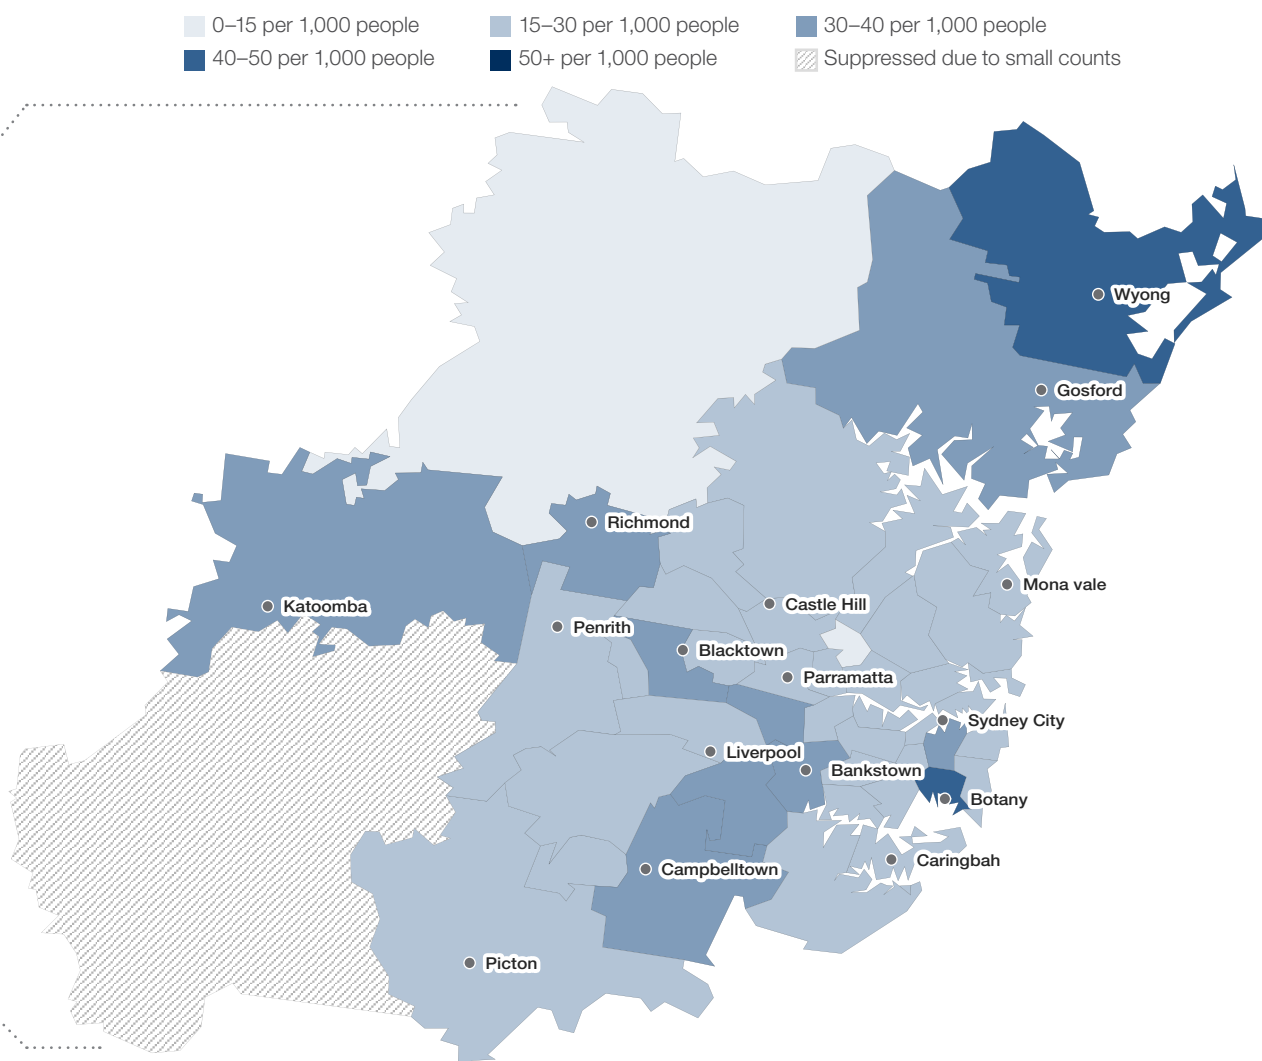 0–15 per 1,000 people
15–30 per 1,000 people
30–40 per 1,000 people
40–50 per 1,000 people
50+ per 1,000 people
Suppressed due to small counts
Wyong
Gosford
Richmond
Mona vale
Castle Hill
Katoomba
Penrith
Blacktown
Parramatta
Sydney City
Liverpool
Bankstown
Botany
Caringbah
Campbelltown
Picton